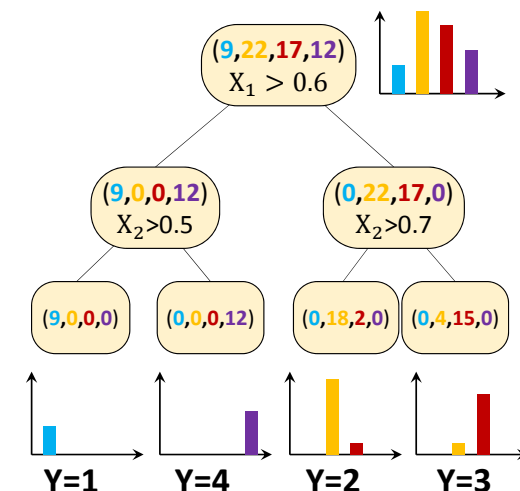 (9,22,17,12)
X₁ > 0.6
(9,0,0,12)
X₂>0.5
(0,22,17,0)
X₂>0.7
(9,0,0,0)
(0,0,0,12)
(0,18,2,0)
(0,4,15,0)
Y=1
Y=4
Y=2
Y=3